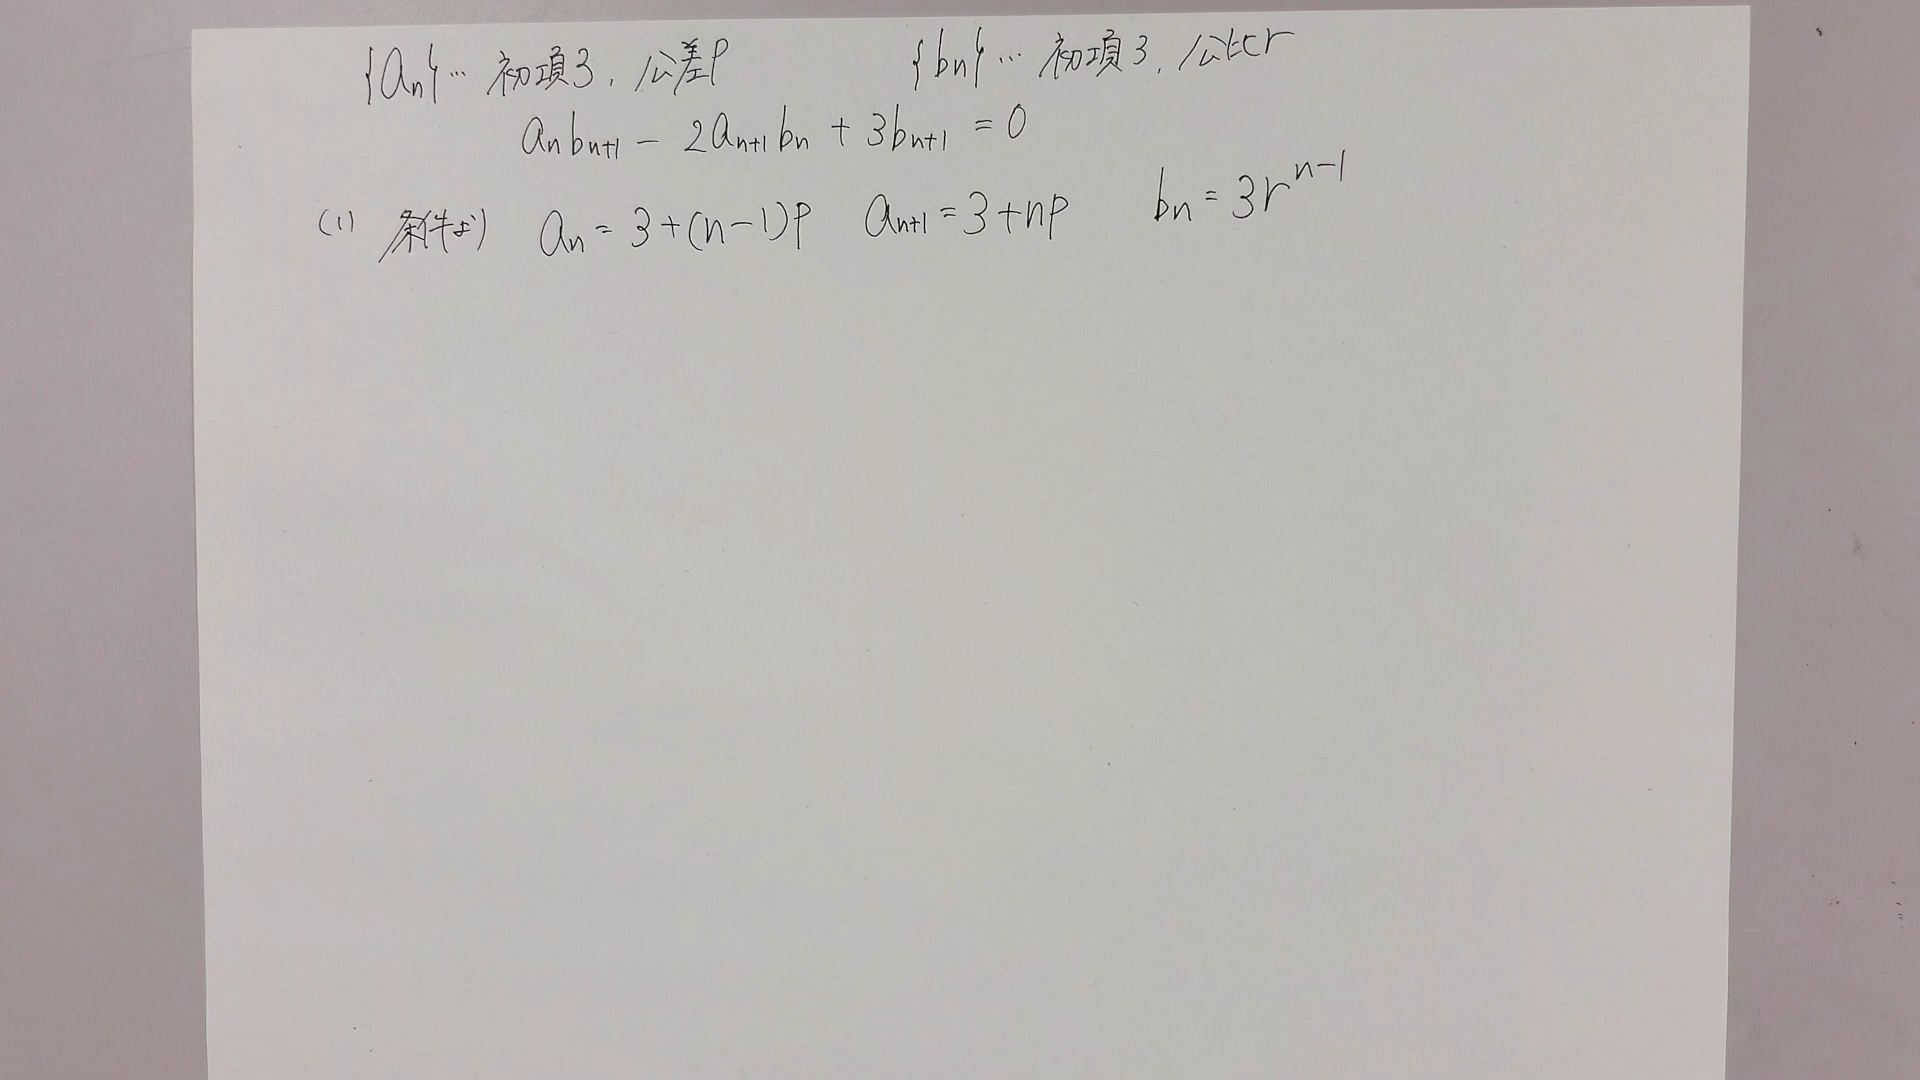 {an}… 初項3, 公差p {bn}… 初項3, 公比r
anbn+1 - 2an+1bn + 3bn+1 = 0
(1) 条件より an = 3+(n-1)p an+1 = 3+np bn = 3r^{n-1}